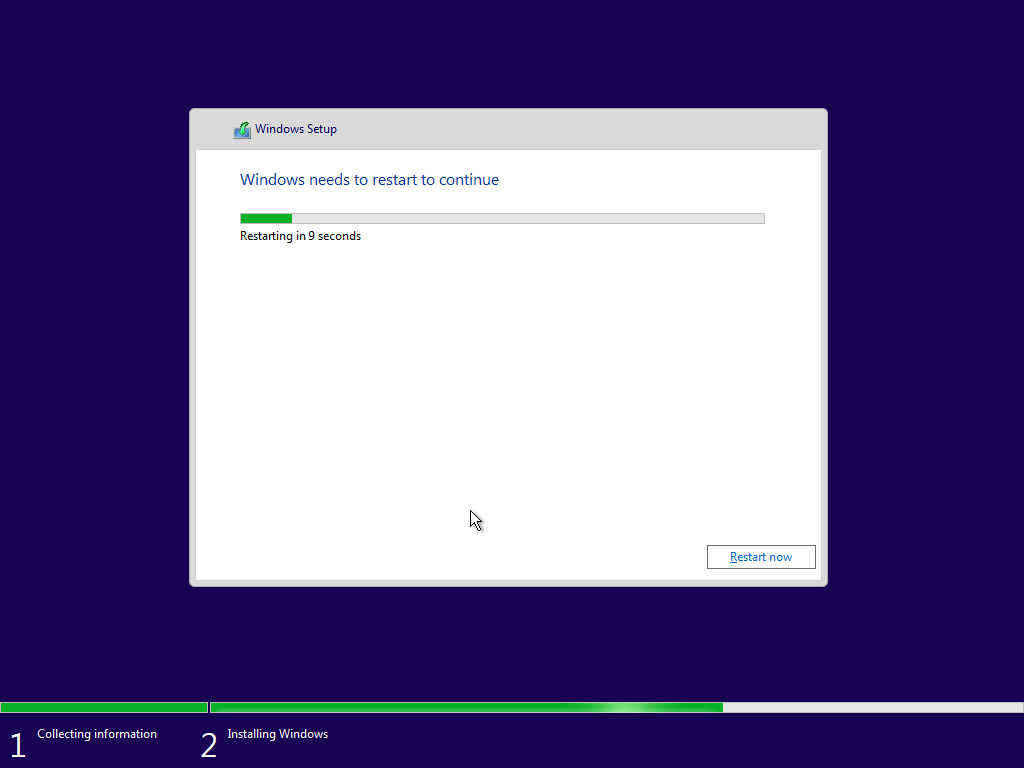 Windows Setup
Windows needs to restart to continue
Restarting in 9 seconds
Restart now
1 Collecting information
2 Installing Windows